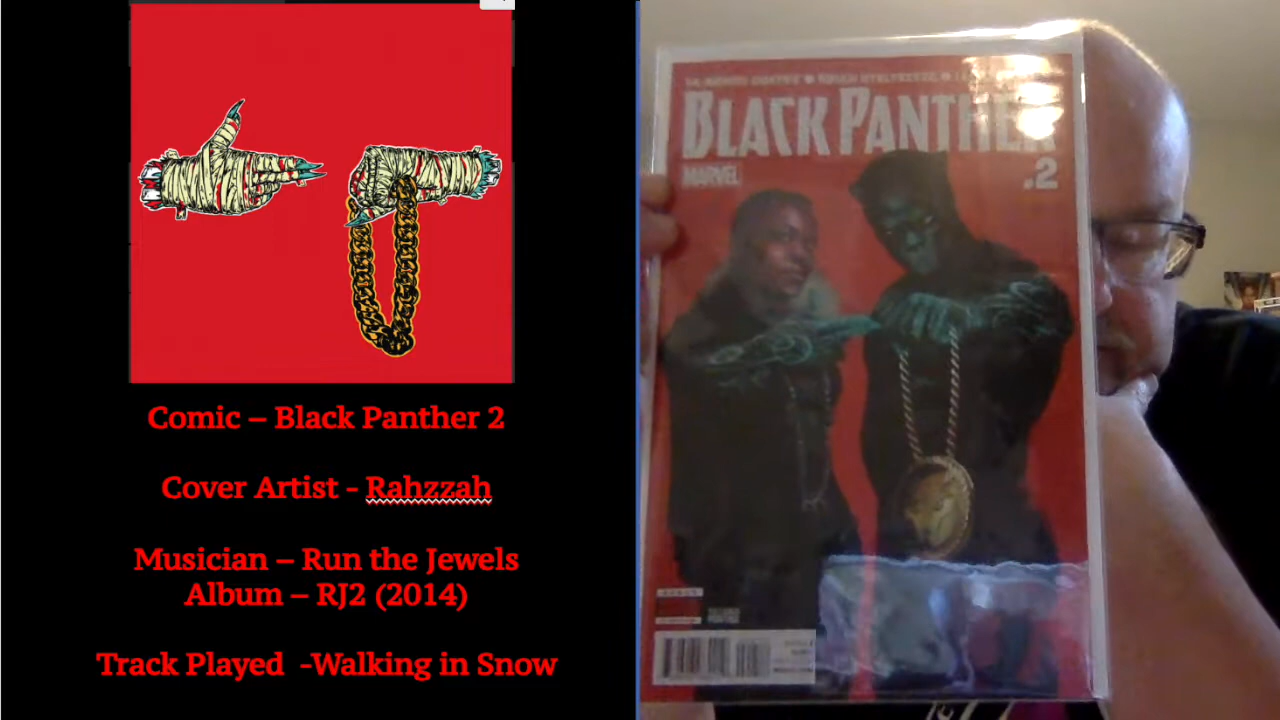 Comic – Black Panther 2
Cover Artist - Rahzzah
Musician – Run the Jewels
Album – RJ2 (2014)
Track Played -Walking in Snow
BLACK PANTHER
MARVEL
.2